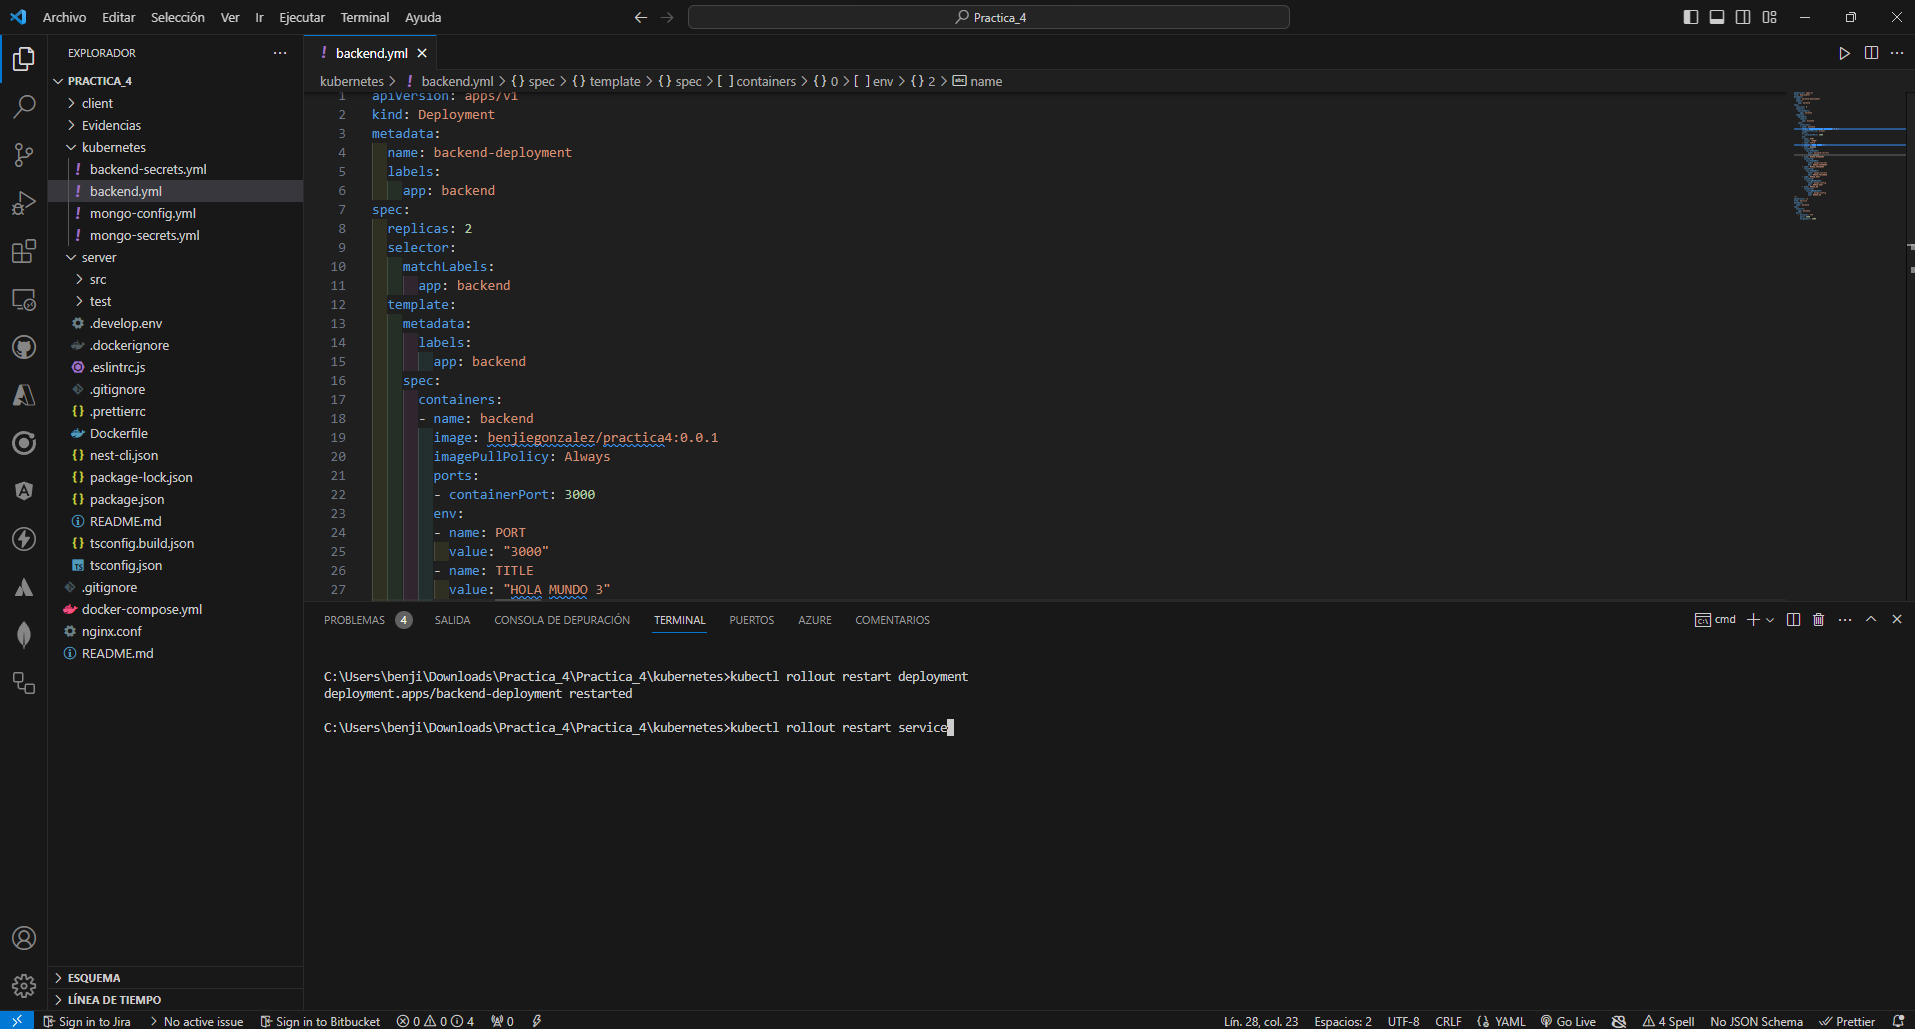 Archivo Editar Selección Ver Ir Ejecutar Terminal Ayuda
Practica_4
EXPLORADOR
PRACTICA_4
client
Evidencias
kubernetes
backend-secrets.yml
backend.yml
mongo-config.yml
mongo-secrets.yml
server
src
test
.develop.env
.dockerignore
.eslintrc.js
.gitignore
.prettierrc
Dockerfile
nest-cli.json
package-lock.json
package.json
README.md
tsconfig.build.json
tsconfig.json
.gitignore
docker-compose.yml
nginx.conf
README.md
ESQUEMA
LÍNEA DE TIEMPO
! backend.yml
kubernetes > ! backend.yml > {} spec > {} template > {} spec > [ ] containers > {} 0 > [ ] env > {} 2 > abc name
1 apiVersion: apps/v1
2 kind: Deployment
3 metadata:
4 name: backend-deployment
5 labels:
6 app: backend
7 spec:
8 replicas: 2
9 selector:
10 matchLabels:
11 app: backend
12 template:
13 metadata:
14 labels:
15 app: backend
16 spec:
17 containers:
18 - name: backend
19 image: benjiegonzalez/practica4:0.0.1
20 imagePullPolicy: Always
21 ports:
22 - containerPort: 3000
23 env:
24 - name: PORT
25 value: "3000"
26 - name: TITLE
27 value: "HOLA MUNDO 3"
PROBLEMAS 4 SALIDA CONSOLA DE DEPURACIÓN TERMINAL PUERTOS AZURE COMENTARIOS
cmd
C:\Users\benji\Downloads\Practica_4\Practica_4\kubernetes>kubectl rollout restart deployment
deployment.apps/backend-deployment restarted
C:\Users\benji\Downloads\Practica_4\Practica_4\kubernetes>kubectl rollout restart service
Sign in to Jira > No active issue Sign in to Bitbucket 0 0 4 0 Lín. 28, col. 23 Espacios: 2 UTF-8 CRLF YAML Go Live 4 Spell No JSON Schema Prettier